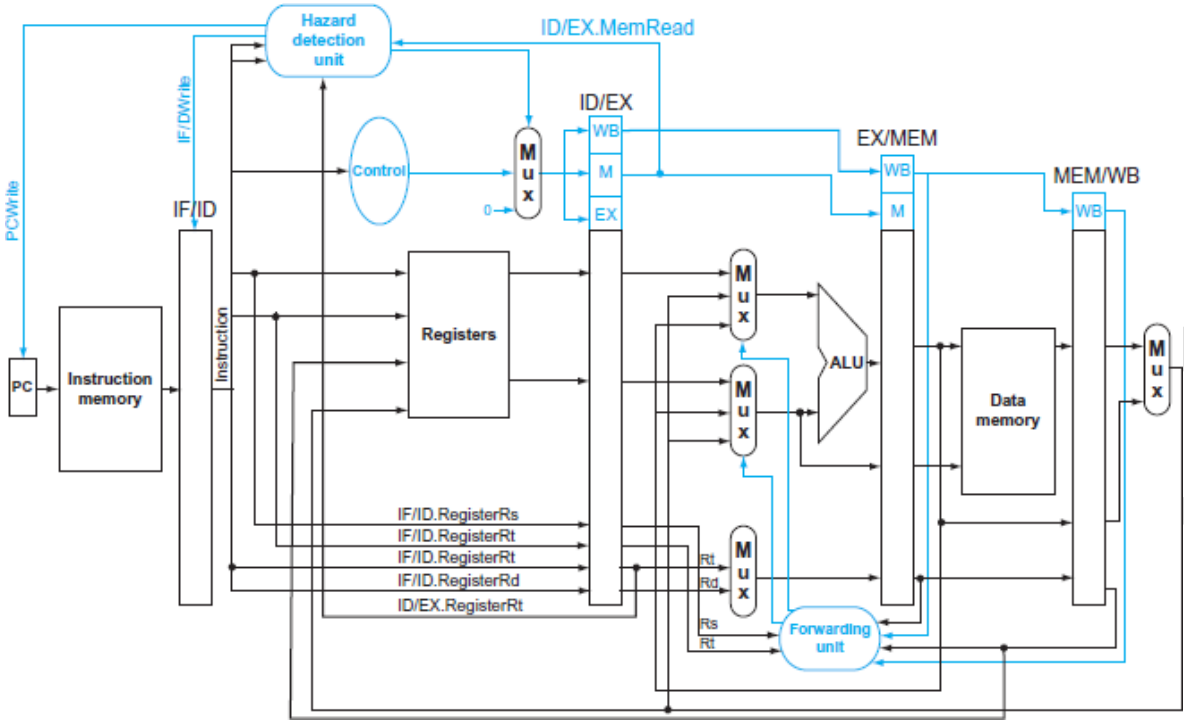 Hazard
detection
unit
ID/EX.MemRead
ID/EX
IF/DWrite
PCWrite
Control
M
u
x
0
WB
M
EX
EX/MEM
WB
M
MEM/WB
WB
IF/ID
Instruction
PC
Instruction
memory
Registers
M
u
x
M
u
x
ALU
Data
memory
M
u
x
IF/ID.RegisterRs
IF/ID.RegisterRt
IF/ID.RegisterRt
IF/ID.RegisterRd
ID/EX.RegisterRt
Rt
Rd
M
u
x
Rs
Rt
Forwarding
unit